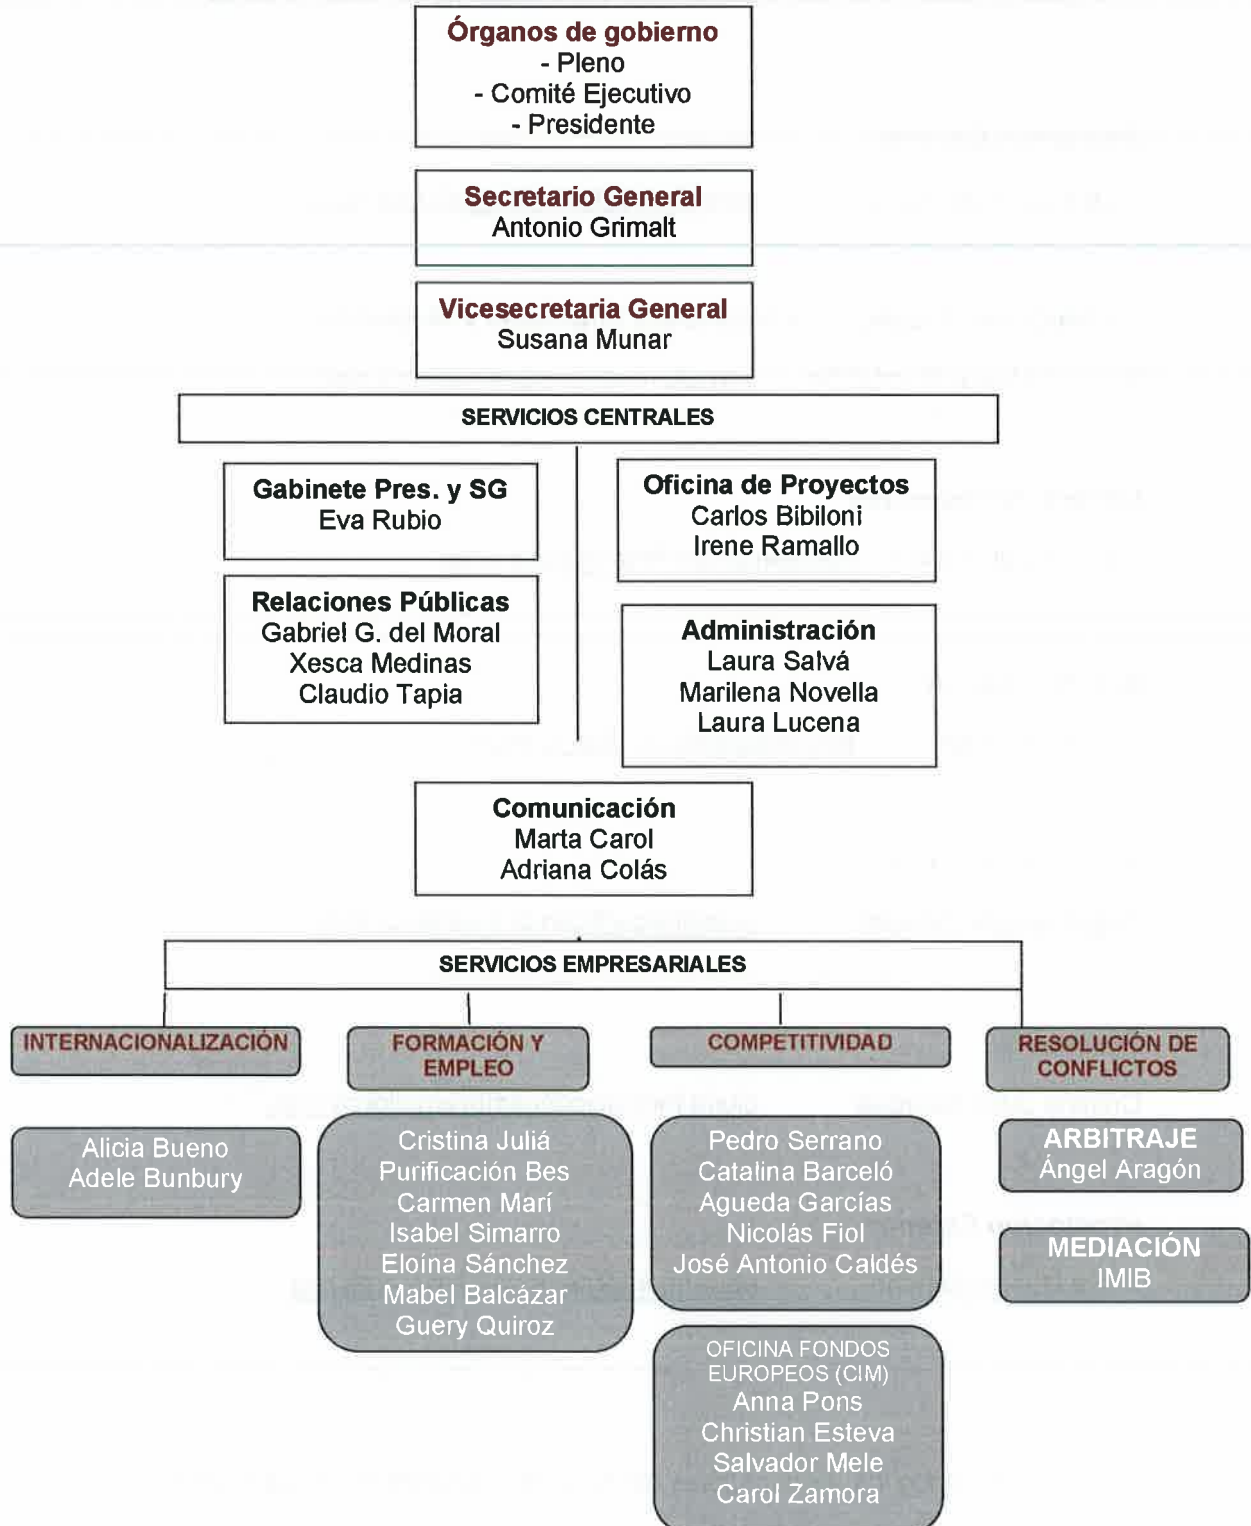 Órganos de gobierno
- Pleno
- Comité Ejecutivo
- Presidente
Secretario General
Antonio Grimalt
Vicesecretaria General
Susana Munar
SERVICIOS CENTRALES
Gabinete Pres. y SG
Eva Rubio
Oficina de Proyectos
Carlos Bibiloni
Irene Ramallo
Relaciones Públicas
Gabriel G. del Moral
Xesca Medinas
Claudio Tapia
Administración
Laura Salvá
Marilena Novella
Laura Lucena
Comunicación
Marta Carol
Adriana Colás
SERVICIOS EMPRESARIALES
INTERNACIONALIZACIÓN
Alicia Bueno
Adele Bunbury
FORMACIÓN Y
EMPLEO
Cristina Juliá
Purificación Bes
Carmen Marí
Isabel Simarro
Eloína Sánchez
Mabel Balcázar
Guery Quiroz
COMPETITIVIDAD
Pedro Serrano
Catalina Barceló
Agueda Garcías
Nicolás Fiol
José Antonio Caldés
OFICINA FONDOS
EUROPEOS (CIM)
Anna Pons
Christian Esteva
Salvador Mele
Carol Zamora
RESOLUCIÓN DE
CONFLICTOS
ARBITRAJE
Ángel Aragón
MEDIACIÓN
IMIB